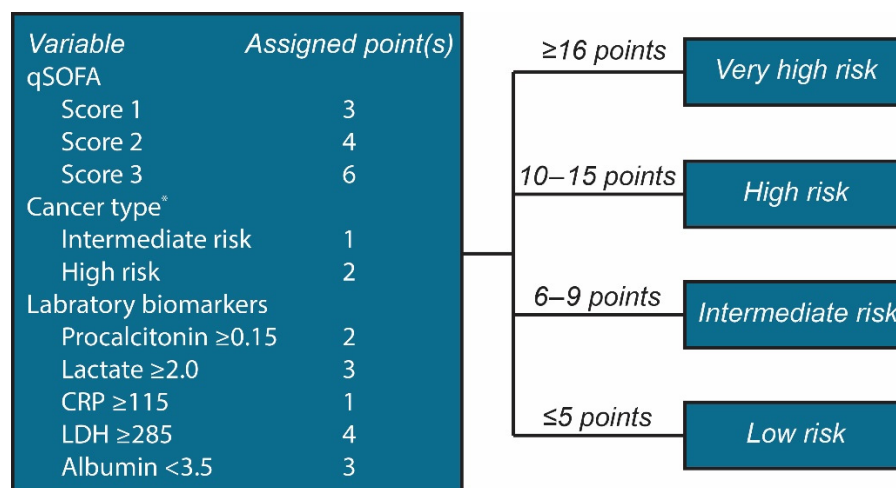 Variable Assigned point(s)
qSOFA
Score 1 3
Score 2 4
Score 3 6
Cancer type*
Intermediate risk 1
High risk 2
Labratory biomarkers
Procalcitonin ≥0.15 2
Lactate ≥2.0 3
CRP ≥115 1
LDH ≥285 4
Albumin <3.5 3
≥16 points Very high risk
10–15 points High risk
6–9 points Intermediate risk
≤5 points Low risk